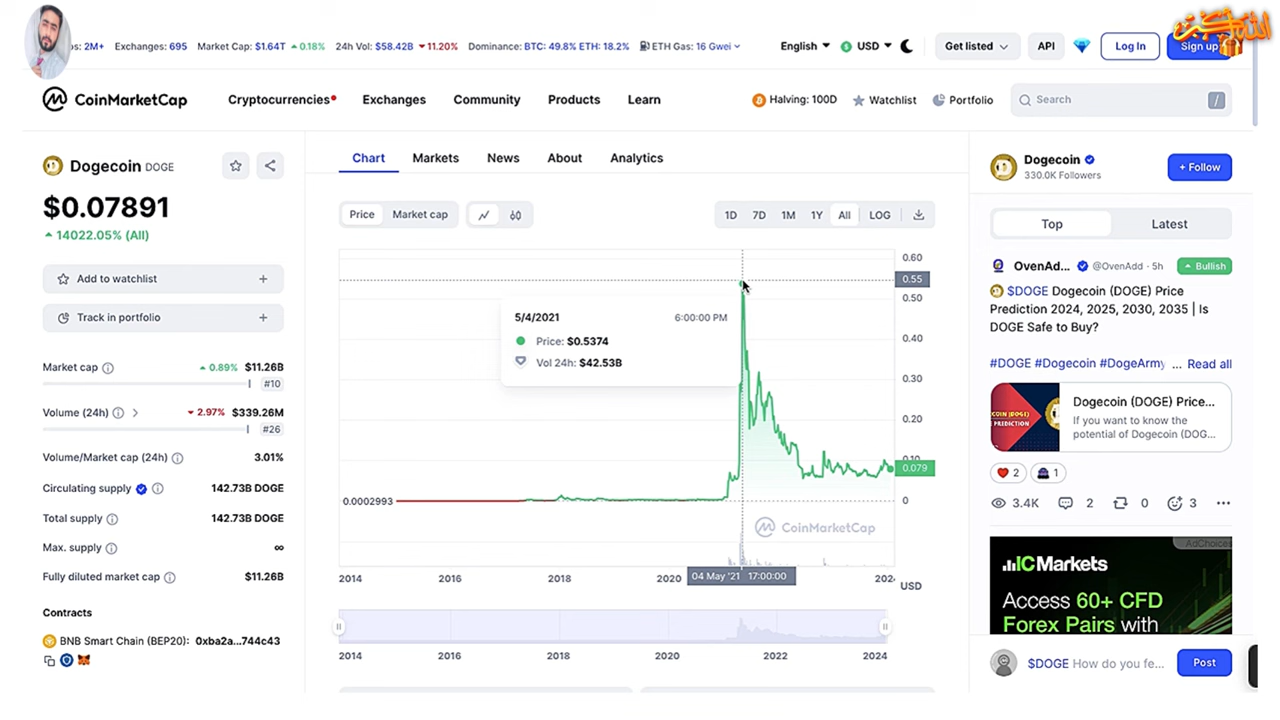 os: 2M+ Exchanges: 695 Market Cap: $1.64T 0.18% 24h Vol: $58.42B 11.20% Dominance: BTC: 49.8% ETH: 18.2% ETH Gas: 16 Gwei English USD Get listed API Log In Sign up
الله أكبر
CoinMarketCap Cryptocurrencies Exchanges Community Products Learn Halving: 100D Watchlist Portfolio Search /
Dogecoin DOGE
$0.07891
14022.05% (All)
Add to watchlist +
Track in portfolio +
Market cap 0.89% $11.26B
#10
Volume (24h) 2.97% $339.26M
#26
Volume/Market cap (24h) 3.01%
Circulating supply 142.73B DOGE
Total supply 142.73B DOGE
Max. supply ∞
Fully diluted market cap $11.26B
Contracts
BNB Smart Chain (BEP20): 0xba2a...744c43
Chart Markets News About Analytics
Price Market cap 1D 7D 1M 1Y All LOG
0.60
0.55
0.50
0.40
0.30
0.20
0.10
0.079
0
5/4/2021 6:00:00 PM
Price: $0.5374
Vol 24h: $42.53B
0.0002993
CoinMarketCap
2014 2016 2018 2020 04 May '21 17:00:00 202 USD
2014 2016 2018 2020 2022 2024
Dogecoin
330.0K Followers
+ Follow
Top Latest
OvenAd... @OvenAdd · 5h Bullish
$DOGE Dogecoin (DOGE) Price
Prediction 2024, 2025, 2030, 2035 | Is
DOGE Safe to Buy?
#DOGE #Dogecoin #DogeArmy ... Read all
COIN (DOGE)
PREDICTION
Dogecoin (DOGE) Price...
If you want to know the
potential of Dogecoin (DOG...
2 1
3.4K 2 0 3
AdChoices
ICMarkets
Access 60+ CFD
Forex Pairs with
$DOGE How do you fe... Post